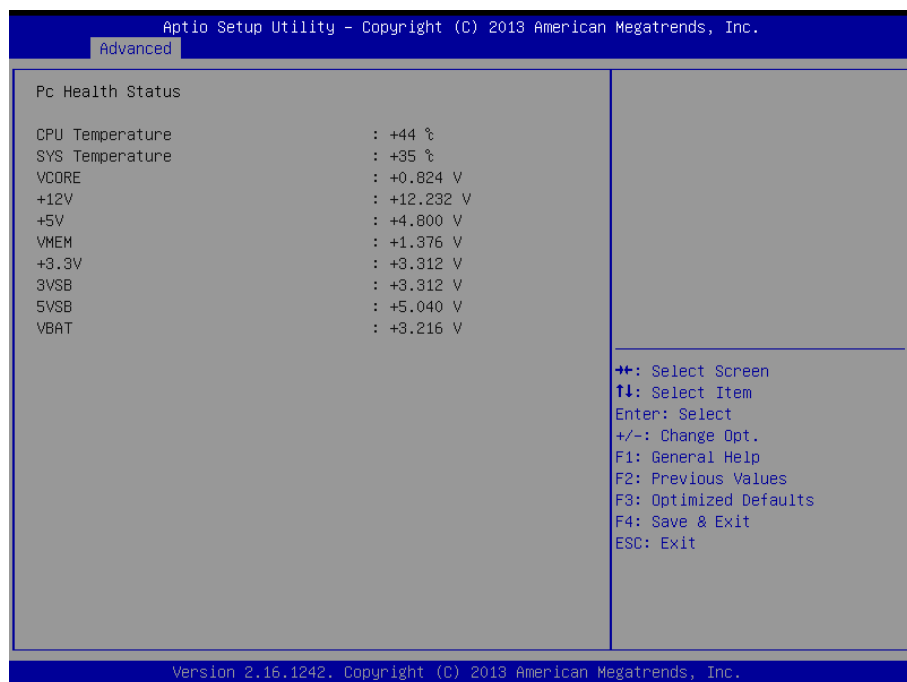 Aptio Setup Utility – Copyright (C) 2013 American Megatrends, Inc.
Advanced
Pc Health Status
CPU Temperature : +44 ℃
SYS Temperature : +35 ℃
VCORE : +0.824 V
+12V : +12.232 V
+5V : +4.800 V
VMEM : +1.376 V
+3.3V : +3.312 V
3VSB : +3.312 V
5VSB : +5.040 V
VBAT : +3.216 V
→←: Select Screen
↑↓: Select Item
Enter: Select
+/-: Change Opt.
F1: General Help
F2: Previous Values
F3: Optimized Defaults
F4: Save & Exit
ESC: Exit
Version 2.16.1242. Copyright (C) 2013 American Megatrends, Inc.